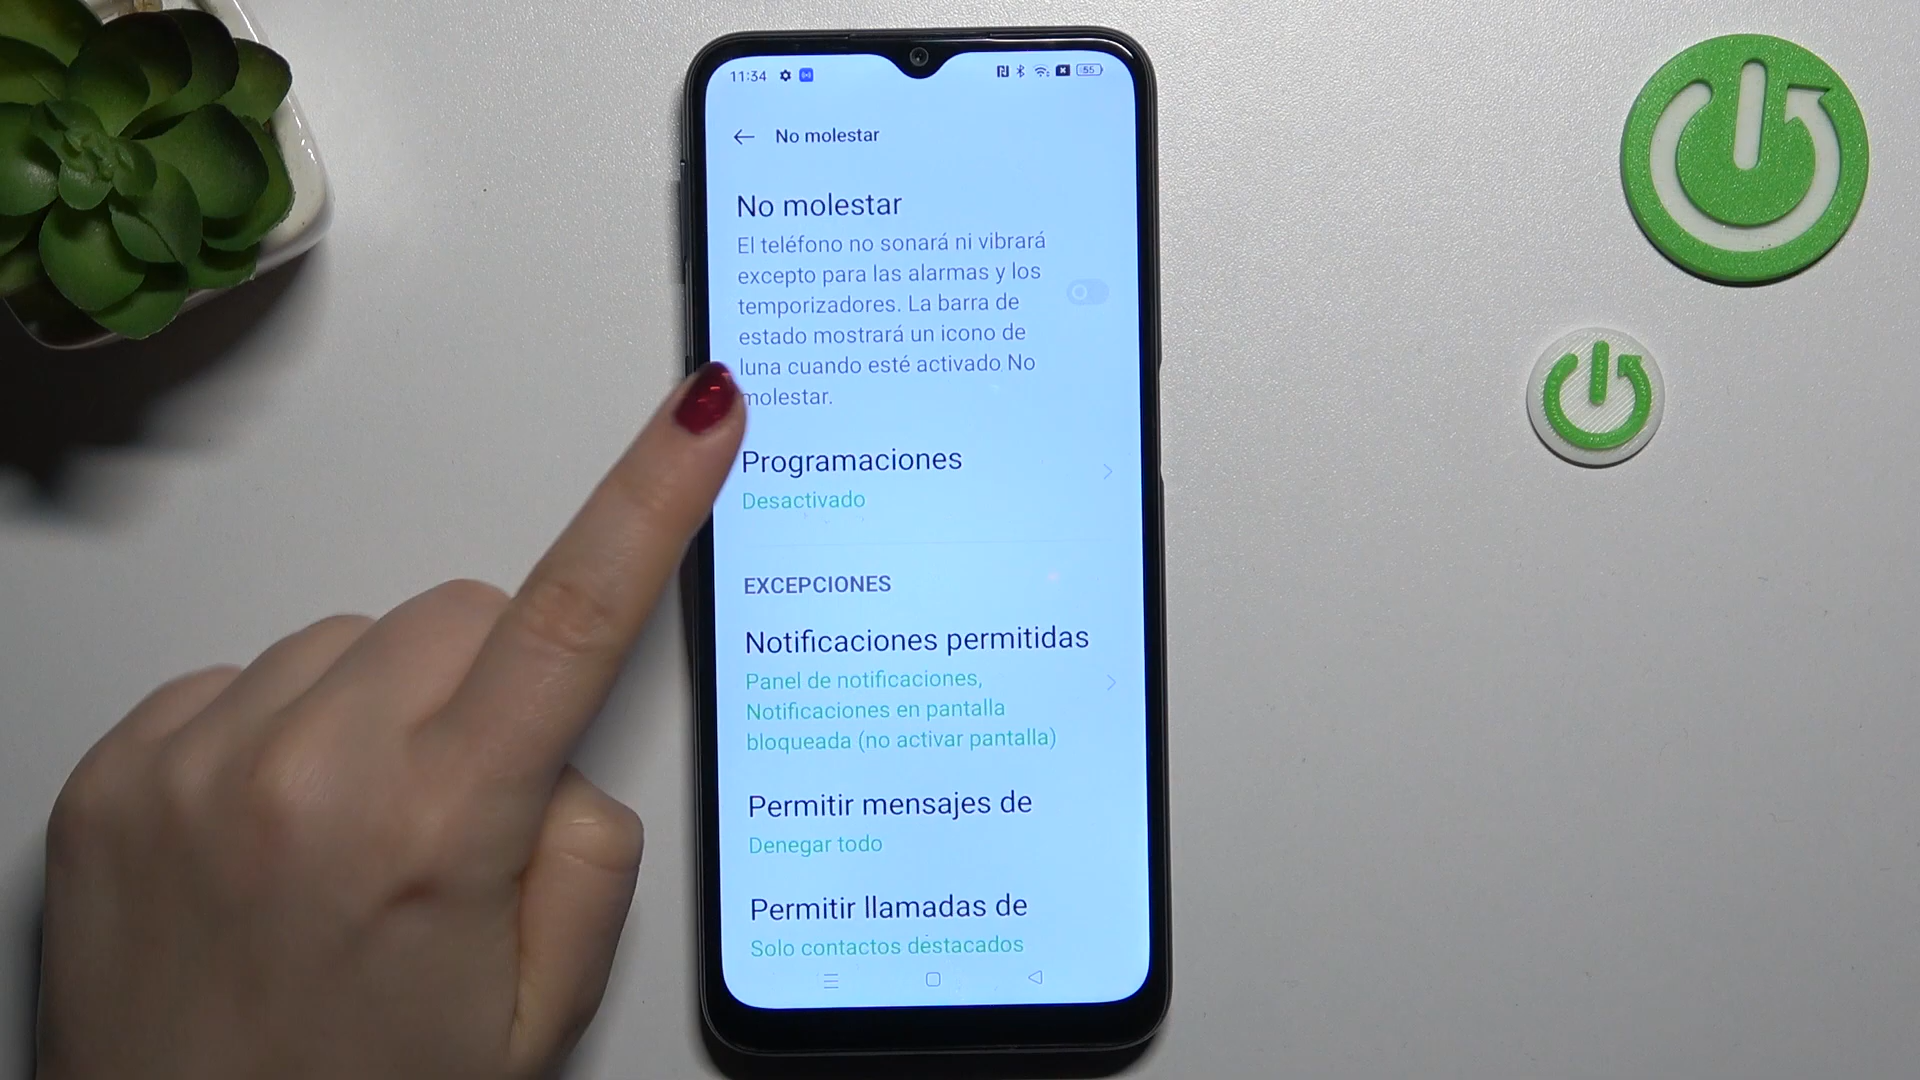 11:34
55
No molestar
No molestar
El teléfono no sonará ni vibrará
excepto para las alarmas y los
temporizadores. La barra de
estado mostrará un icono de
luna cuando esté activado No
molestar.
Programaciones
Desactivado
EXCEPCIONES
Notificaciones permitidas
Panel de notificaciones,
Notificaciones en pantalla
bloqueada (no activar pantalla)
Permitir mensajes de
Denegar todo
Permitir llamadas de
Solo contactos destacados